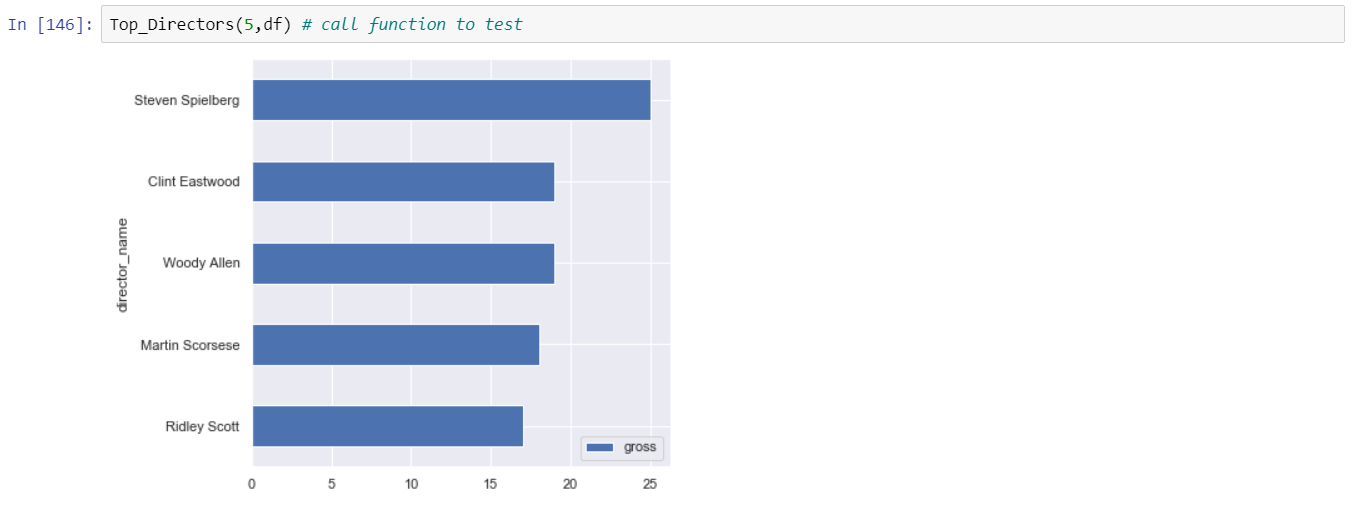 In [146]: Top_Directors(5,df) # call function to test
Steven Spielberg
Clint Eastwood
Woody Allen
Martin Scorsese
Ridley Scott
director_name
gross
0 5 10 15 20 25